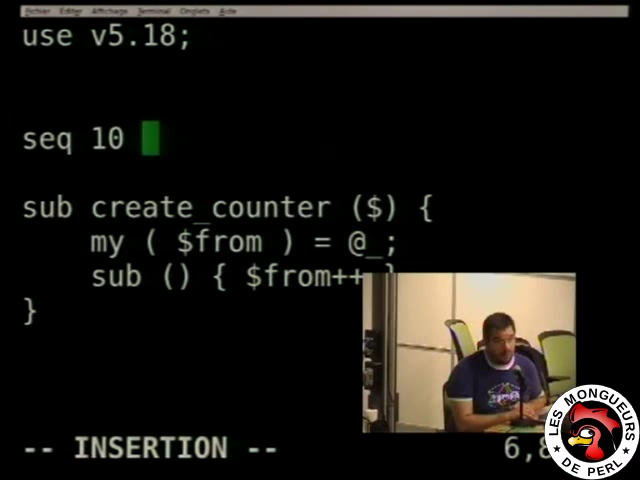 Fichier Editer Affichage Terminal Onglets Aide
use v5.18;
seq 10
sub create_counter ($) {
my ( $from ) = @_;
sub () { $from++ }
}
-- INSERTION --
6,8
LES MONGUEURS
DE PERL